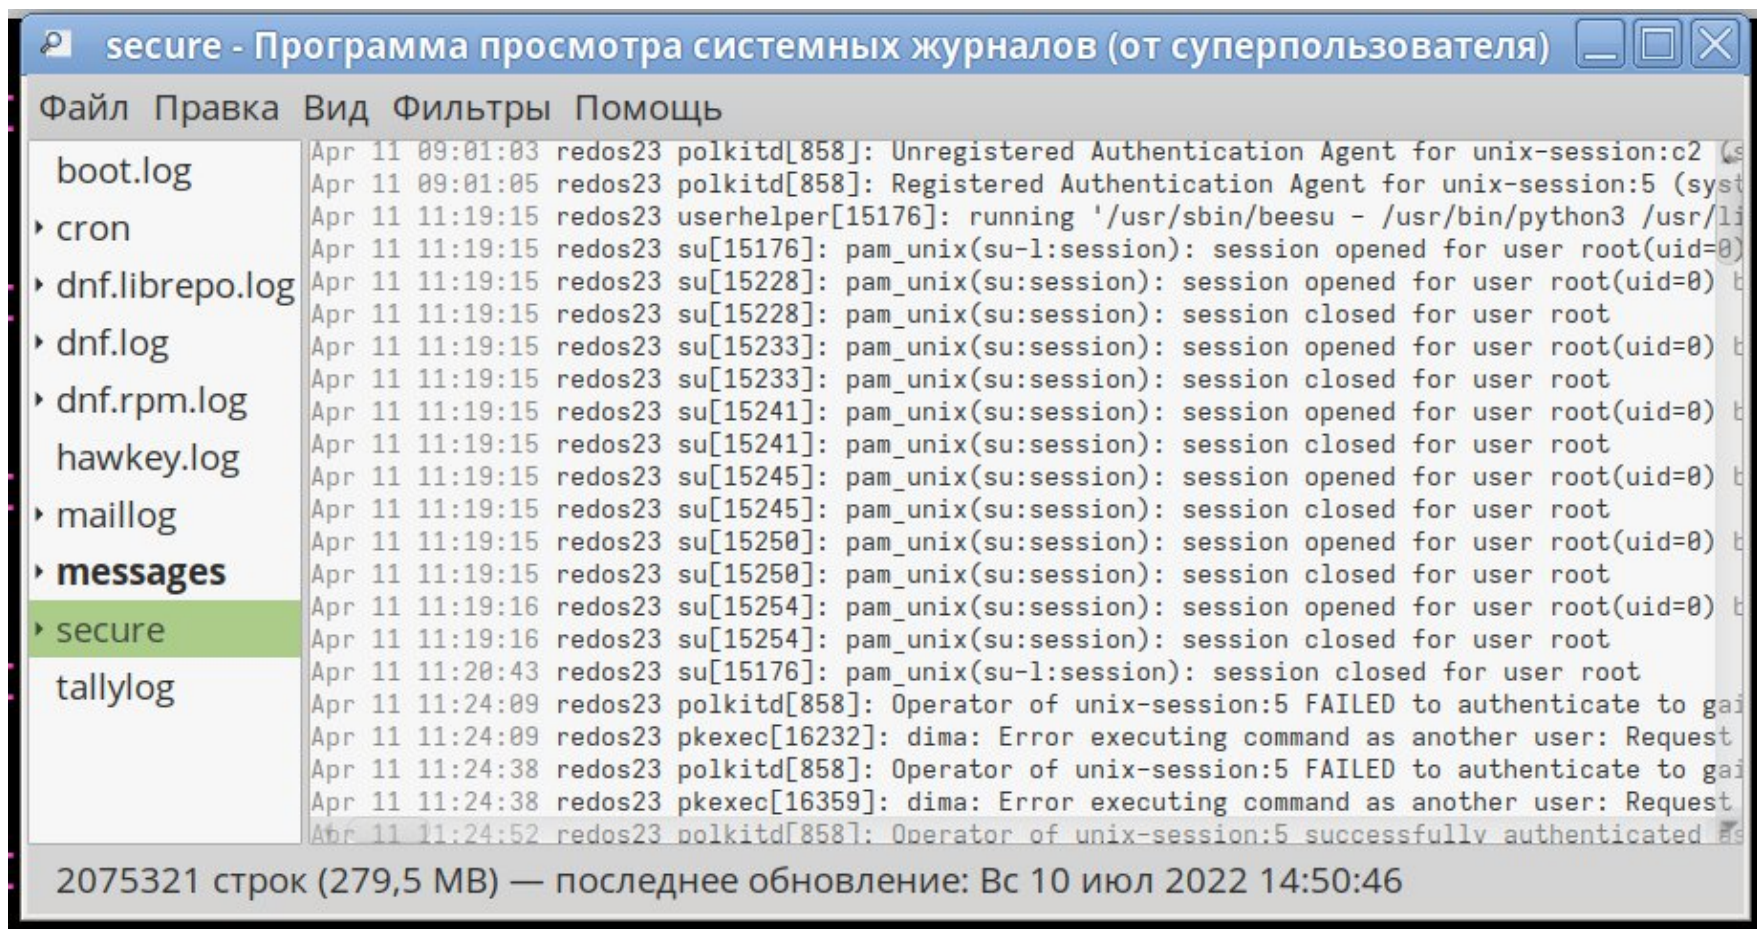 secure - Программа просмотра системных журналов (от суперпользователя)
Файл Правка Вид Фильтры Помощь
boot.log
cron
dnf.librepo.log
dnf.log
dnf.rpm.log
hawkey.log
maillog
messages
secure
tallylog
Apr 11 09:01:03 redos23 polkitd[858]: Unregistered Authentication Agent for unix-session:c2
Apr 11 09:01:05 redos23 polkitd[858]: Registered Authentication Agent for unix-session:5 (syst
Apr 11 11:19:15 redos23 userhelper[15176]: running '/usr/sbin/beesu - /usr/bin/python3 /usr/li
Apr 11 11:19:15 redos23 su[15176]: pam_unix(su-l:session): session opened for user root(uid=0)
Apr 11 11:19:15 redos23 su[15228]: pam_unix(su:session): session opened for user root(uid=0) b
Apr 11 11:19:15 redos23 su[15228]: pam_unix(su:session): session closed for user root
Apr 11 11:19:15 redos23 su[15233]: pam_unix(su:session): session opened for user root(uid=0) b
Apr 11 11:19:15 redos23 su[15233]: pam_unix(su:session): session closed for user root
Apr 11 11:19:15 redos23 su[15241]: pam_unix(su:session): session opened for user root(uid=0) b
Apr 11 11:19:15 redos23 su[15241]: pam_unix(su:session): session closed for user root
Apr 11 11:19:15 redos23 su[15245]: pam_unix(su:session): session opened for user root(uid=0) b
Apr 11 11:19:15 redos23 su[15245]: pam_unix(su:session): session closed for user root
Apr 11 11:19:15 redos23 su[15250]: pam_unix(su:session): session opened for user root(uid=0) b
Apr 11 11:19:15 redos23 su[15250]: pam_unix(su:session): session closed for user root
Apr 11 11:19:16 redos23 su[15254]: pam_unix(su:session): session opened for user root(uid=0) b
Apr 11 11:19:16 redos23 su[15254]: pam_unix(su:session): session closed for user root
Apr 11 11:20:43 redos23 su[15176]: pam_unix(su-l:session): session closed for user root
Apr 11 11:24:09 redos23 polkitd[858]: Operator of unix-session:5 FAILED to authenticate to gai
Apr 11 11:24:09 redos23 pkexec[16232]: dima: Error executing command as another user: Request
Apr 11 11:24:38 redos23 polkitd[858]: Operator of unix-session:5 FAILED to authenticate to gai
Apr 11 11:24:38 redos23 pkexec[16359]: dima: Error executing command as another user: Request
Apr 11 11:24:52 redos23 polkitd[858]: Operator of unix-session:5 successfully authenticated as
2075321 строк (279,5 MB) — последнее обновление: Вс 10 июл 2022 14:50:46